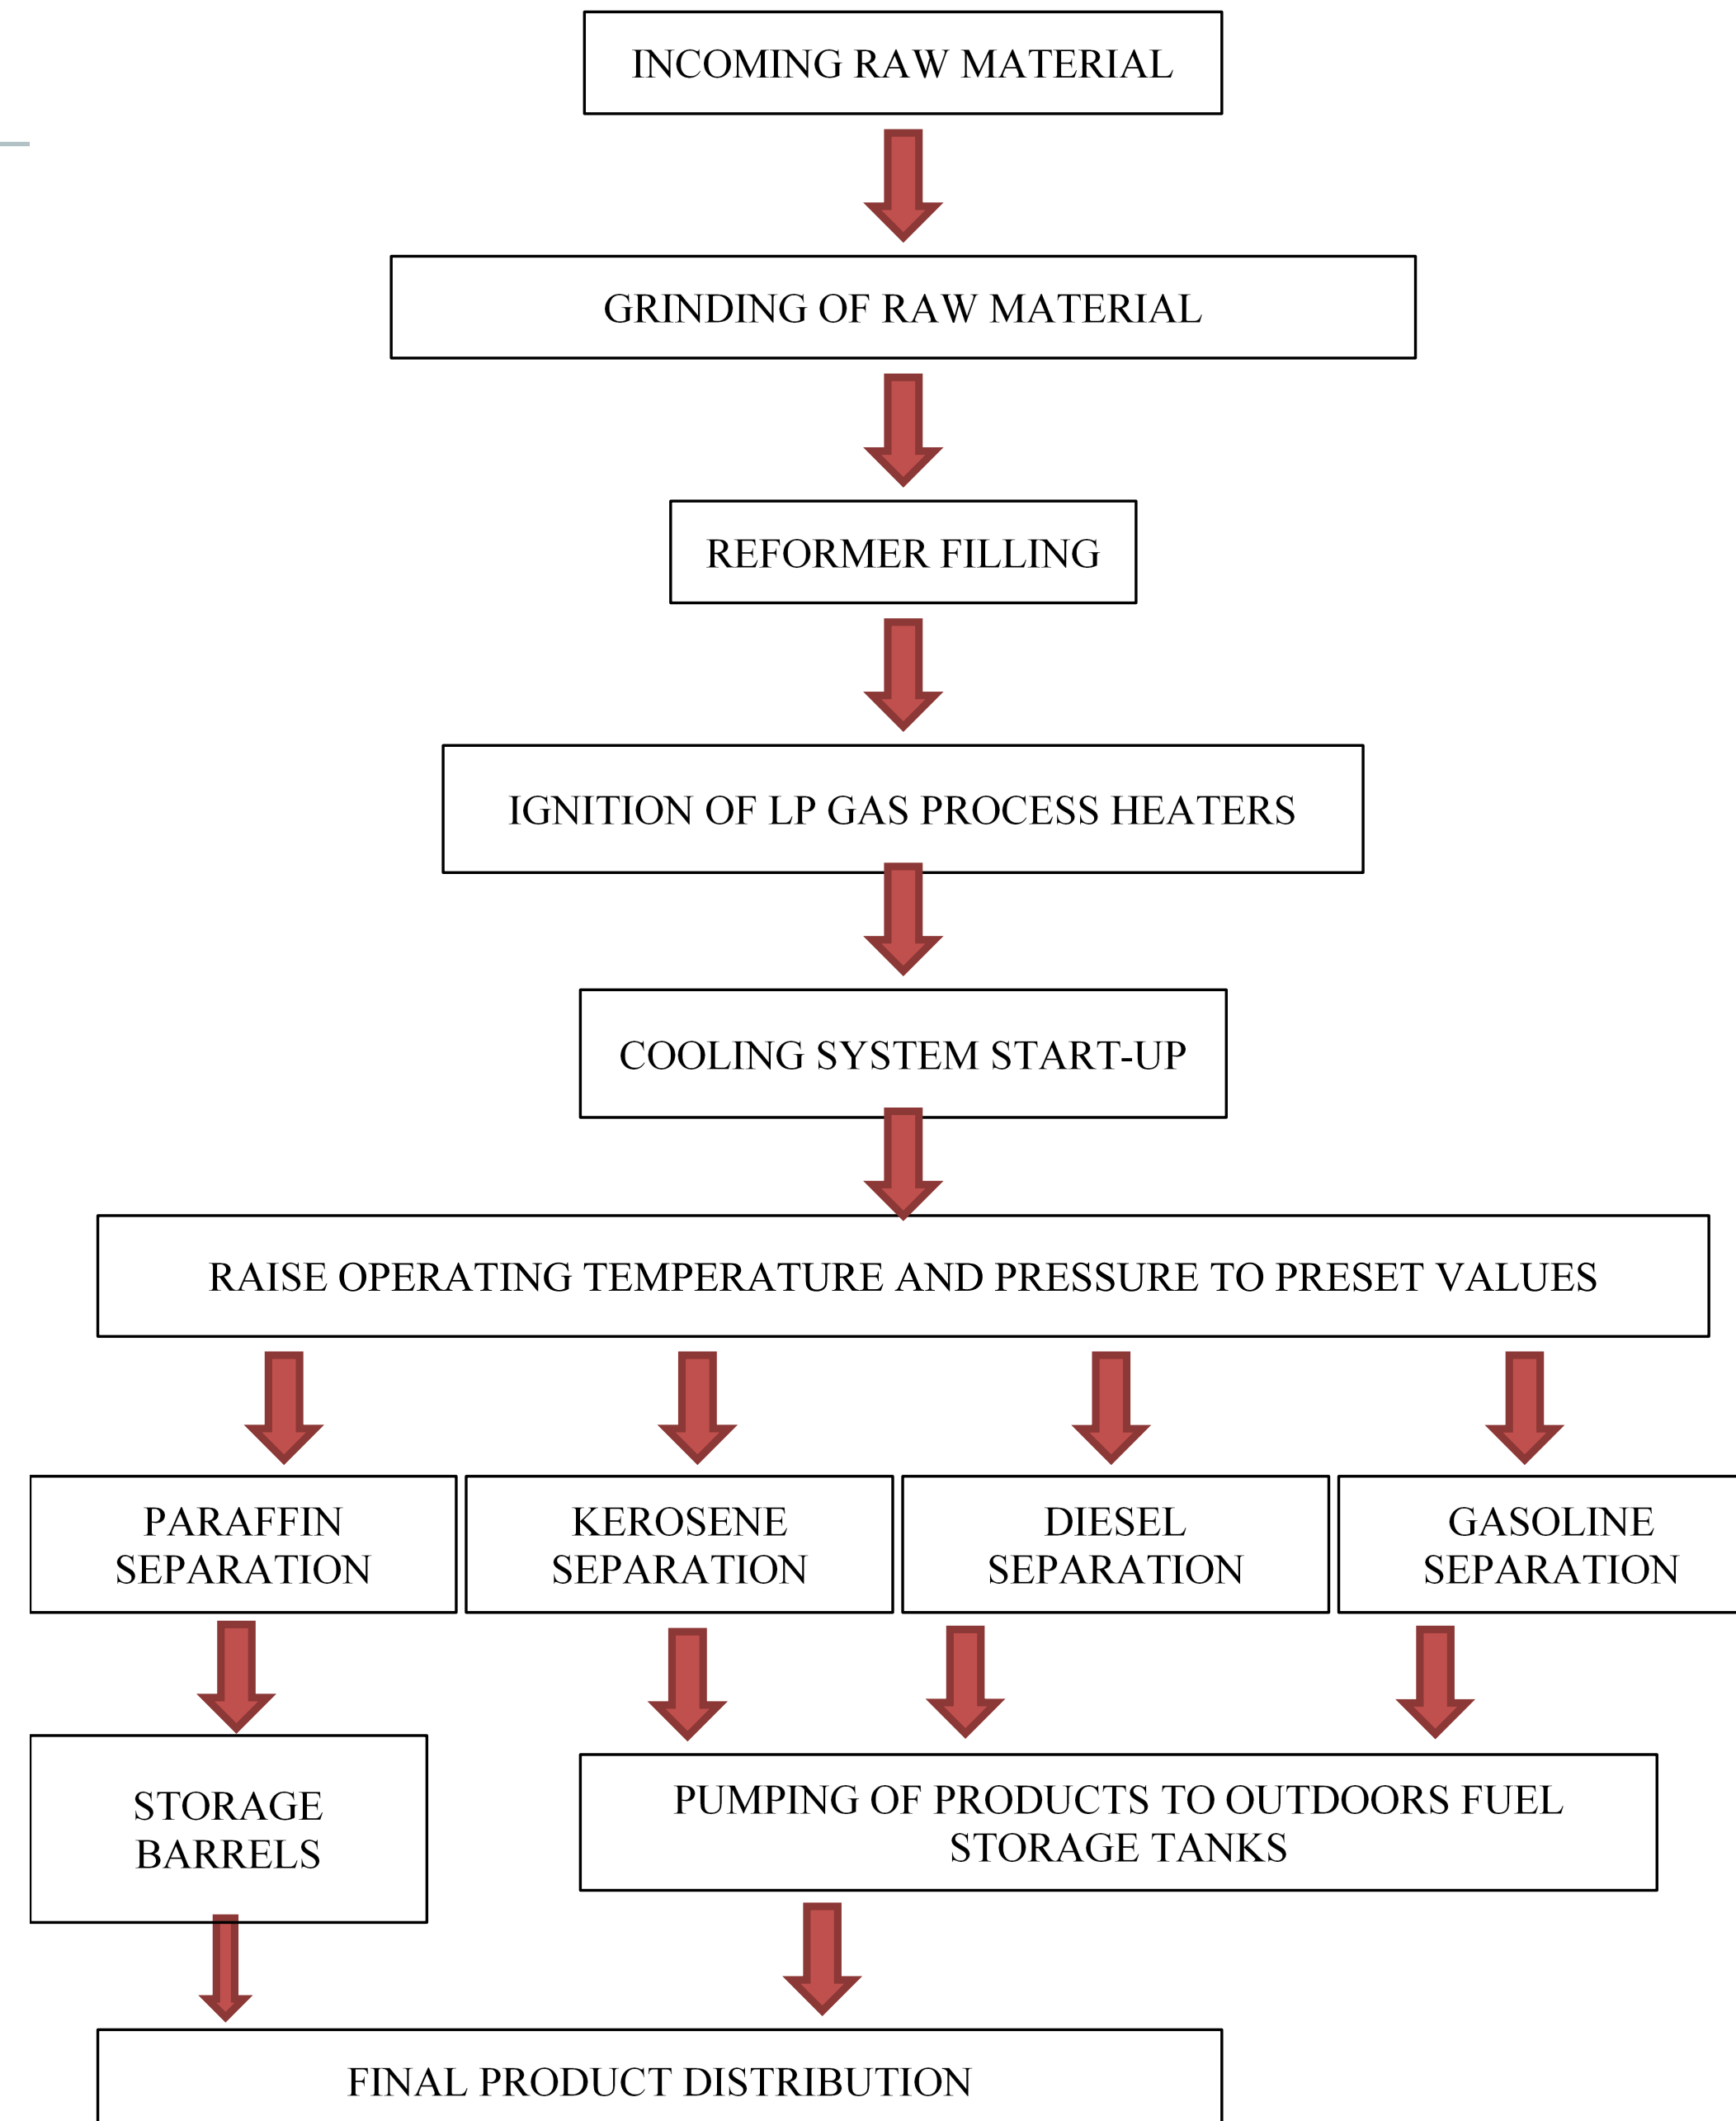 INCOMING RAW MATERIAL
GRINDING OF RAW MATERIAL
REFORMER FILLING
IGNITION OF LP GAS PROCESS HEATERS
COOLING SYSTEM START-UP
RAISE OPERATING TEMPERATURE AND PRESSURE TO PRESET VALUES
PARAFFIN
SEPARATION
KEROSENE
SEPARATION
DIESEL
SEPARATION
GASOLINE
SEPARATION
STORAGE
BARRELS
PUMPING OF PRODUCTS TO OUTDOORS FUEL
STORAGE TANKS
FINAL PRODUCT DISTRIBUTION